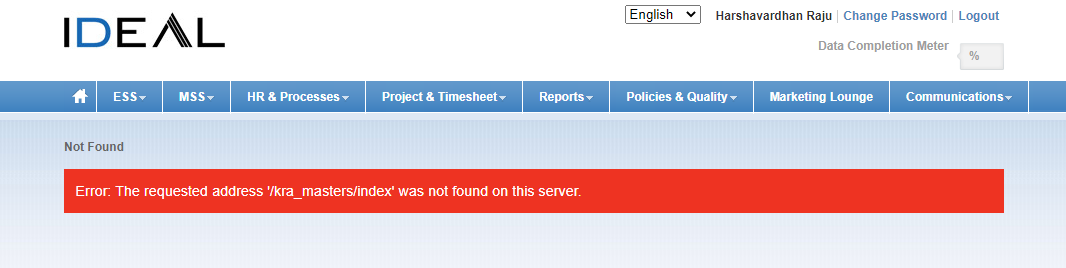 IDEAL
English
Harshavardhan Raju | Change Password | Logout
Data Completion Meter %
ESS MSS HR & Processes Project & Timesheet Reports Policies & Quality Marketing Lounge Communications
Not Found
Error: The requested address '/kra_masters/index' was not found on this server.